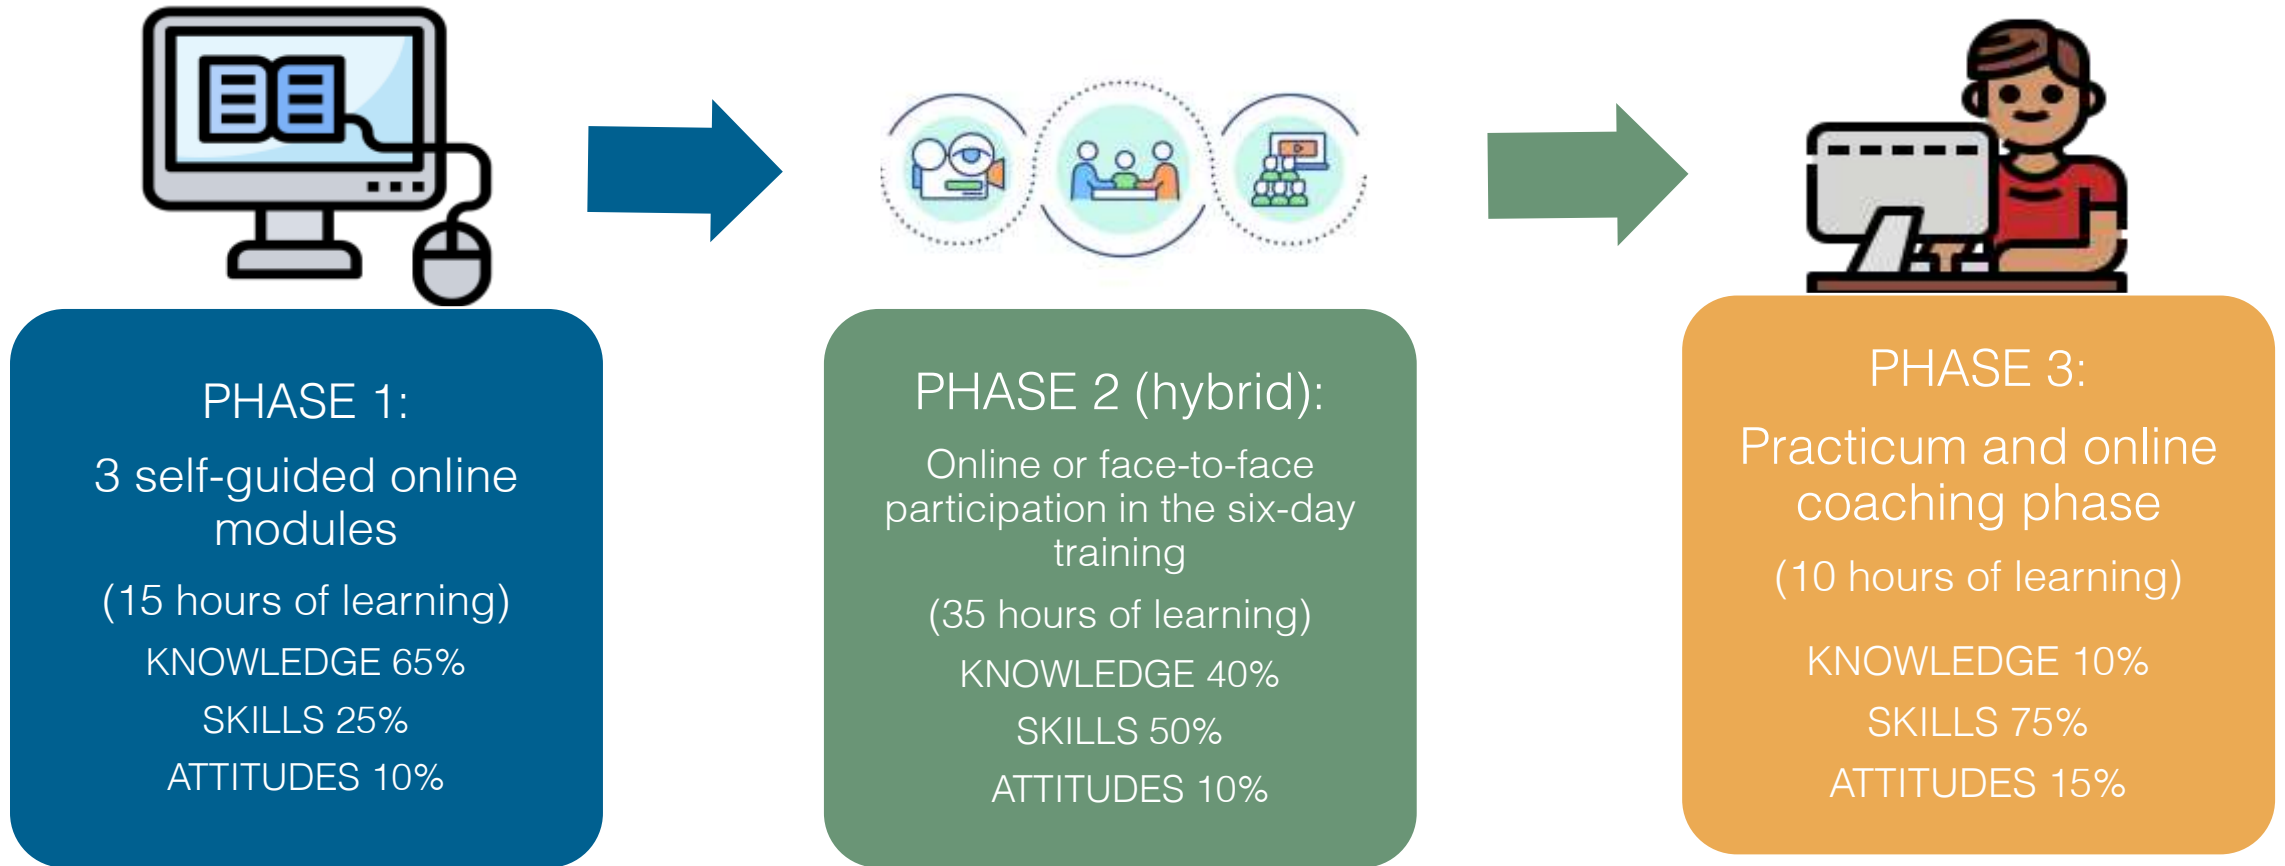 PHASE 1:
3 self-guided online
modules
(15 hours of learning)
KNOWLEDGE 65%
SKILLS 25%
ATTITUDES 10%
PHASE 2 (hybrid):
Online or face-to-face
participation in the six-day
training
(35 hours of learning)
KNOWLEDGE 40%
SKILLS 50%
ATTITUDES 10%
PHASE 3:
Practicum and online
coaching phase
(10 hours of learning)
KNOWLEDGE 10%
SKILLS 75%
ATTITUDES 15%